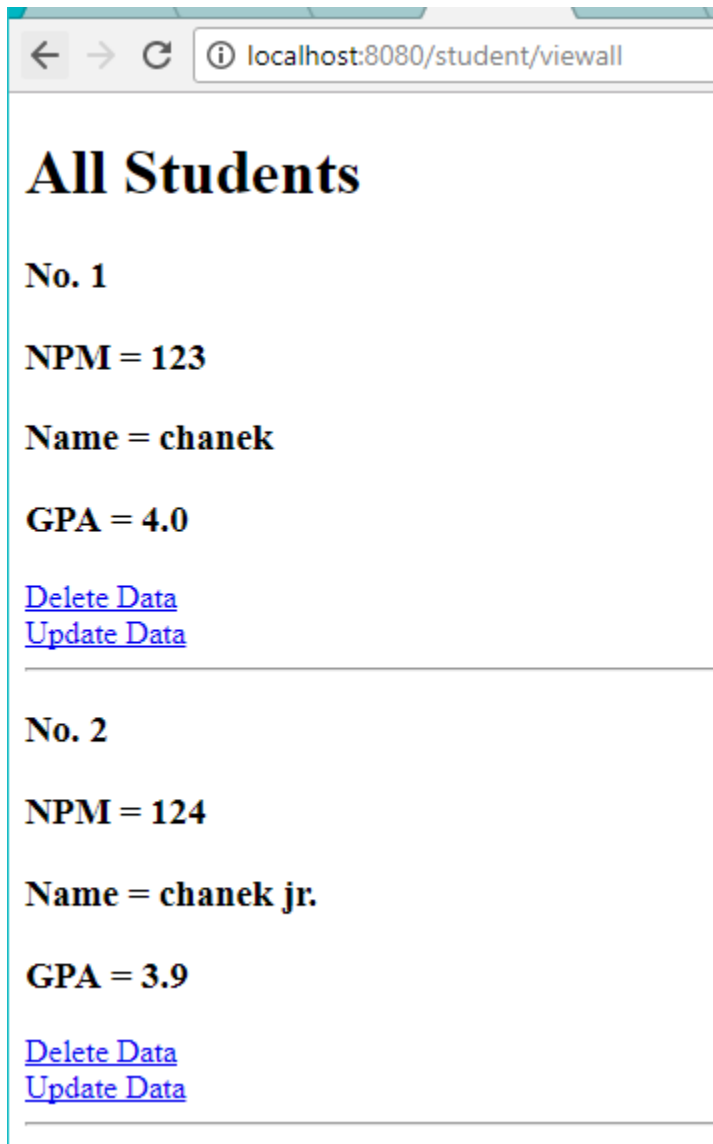 localhost:8080/student/viewall
All Students
No. 1
NPM = 123
Name = chanek
GPA = 4.0
Delete Data
Update Data
No. 2
NPM = 124
Name = chanek jr.
GPA = 3.9
Delete Data
Update Data